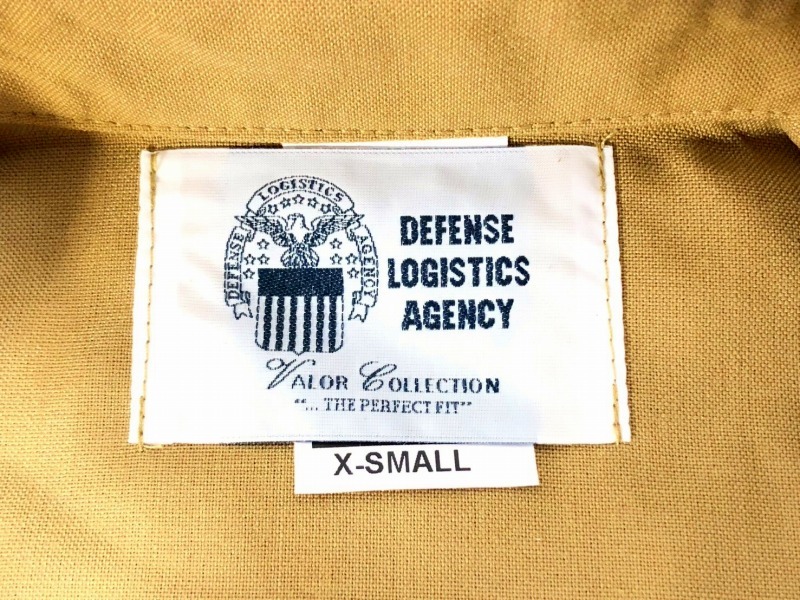 DEFENSE LOGISTICS AGENCY
DEFENSE
LOGISTICS
AGENCY
Valor Collection
"... THE PERFECT FIT"
X-SMALL